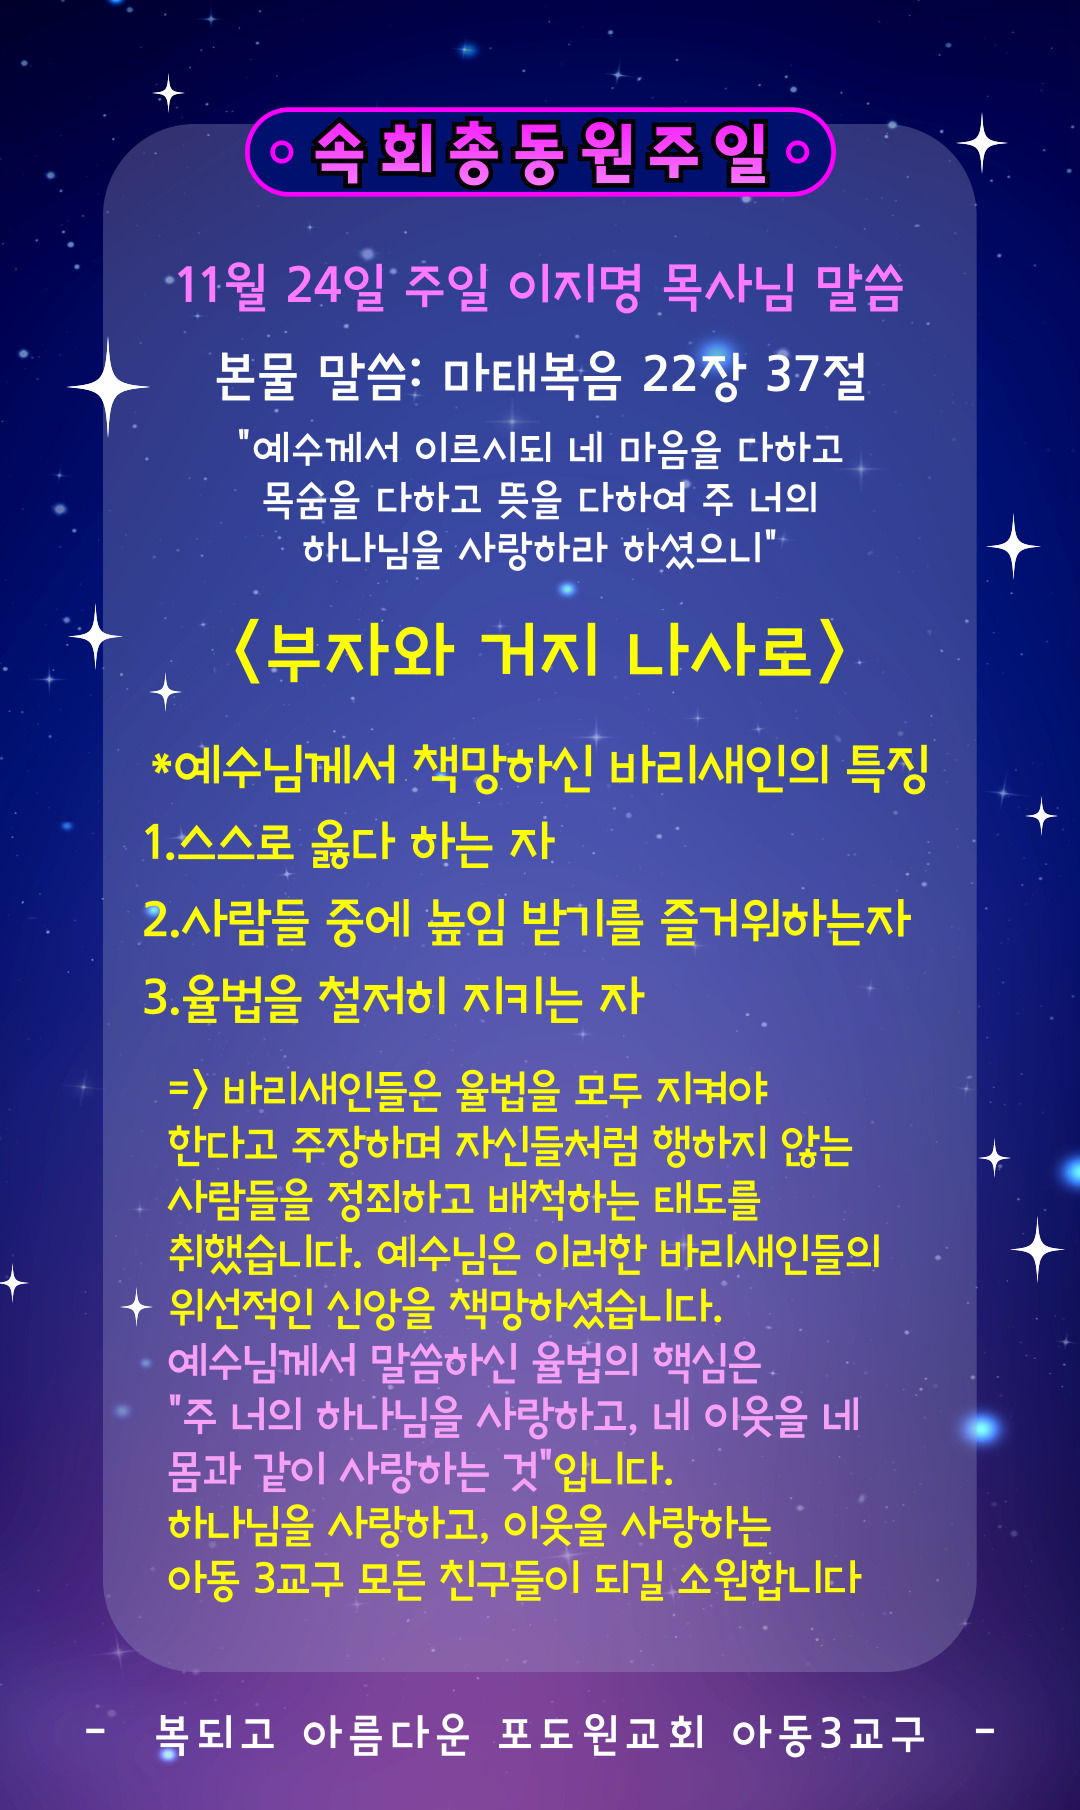 속회총동원주일
11월 24일 주일 이지명 목사님 말씀
본물 말씀: 마태복음 22장 37절
"예수께서 이르시되 네 마음을 다하고
목숨을 다하고 뜻을 다하여 주 너의
하나님을 사랑하라 하셨으니"
<부자와 거지 나사로>
*예수님께서 책망하신 바리새인의 특징
1.스스로 옳다 하는 자
2.사람들 중에 높임 받기를 즐거워하는자
3.율법을 철저히 지키는 자
=> 바리새인들은 율법을 모두 지켜야
한다고 주장하며 자신들처럼 행하지 않는
사람들을 정죄하고 배척하는 태도를
취했습니다. 예수님은 이러한 바리새인들의
위선적인 신앙을 책망하셨습니다.
예수님께서 말씀하신 율법의 핵심은
"주 너의 하나님을 사랑하고, 네 이웃을 네
몸과 같이 사랑하는 것"입니다.
하나님을 사랑하고, 이웃을 사랑하는
아동 3교구 모든 친구들이 되길 소원합니다
- 복되고 아름다운 포도원교회 아동3교구 -